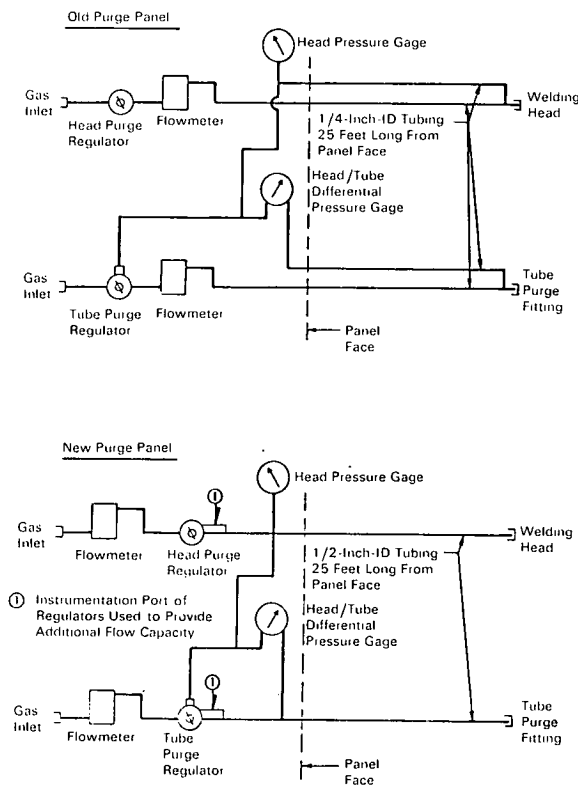 Old Purge Panel
Head Pressure Gage
Gas
Inlet
Head Purge
Regulator
Flowmeter
Welding
Head
1/4-Inch-ID Tubing
25 Feet Long From
Panel Face
Head/Tube
Differential
Pressure Gage
Gas
Inlet
Tube Purge
Regulator
Flowmeter
Tube
Purge
Fitting
Panel
Face
New Purge Panel
Head Pressure Gage
1
Gas
Inlet
Flowmeter
Head Purge
Regulator
Welding
Head
1/2-Inch-ID Tubing
25 Feet Long From
Panel Face
1 Instrumentation Port of
Regulators Used to Provide
Additional Flow Capacity
Head/Tube
Differential
Pressure Gage
1
Gas
Inlet
Flowmeter
Tube
Purge
Regulator
Tube
Purge
Fitting
Panel
Face